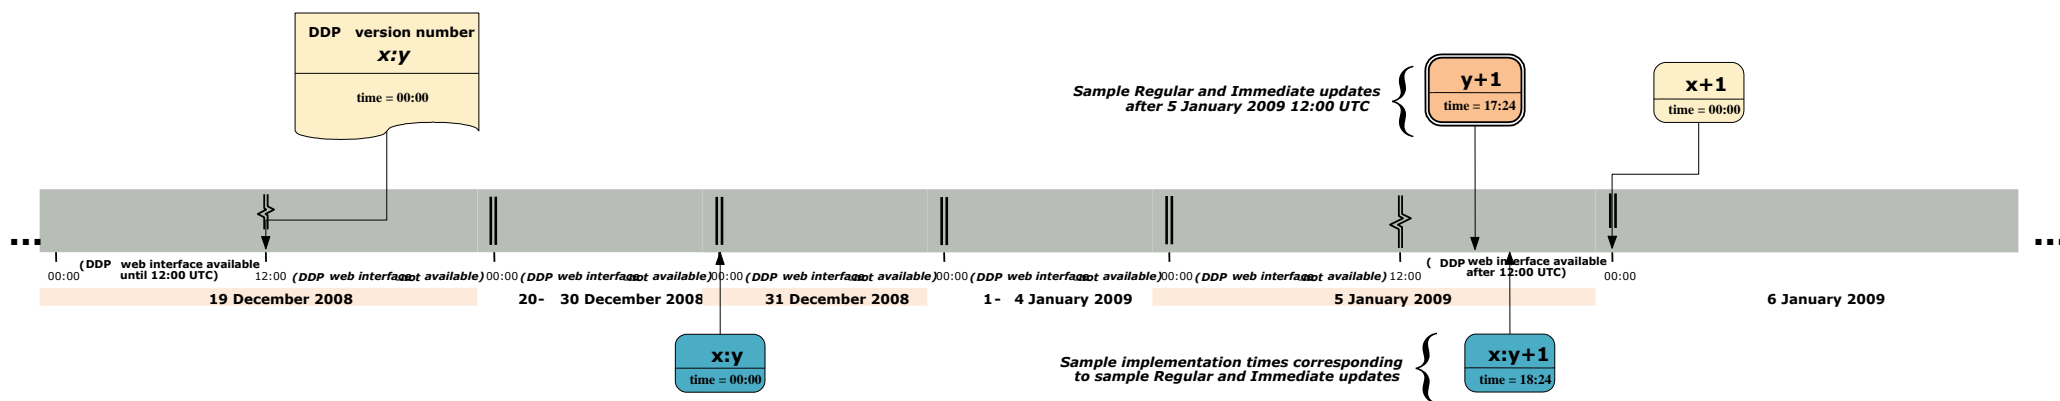 DDP version number
x:y
time = 00:00
Sample Regular and Immediate updates
after 5 January 2009 12:00 UTC
{
y+1
time = 17:24
x+1
time = 00:00
...
...
00:00
(DDP web interface available
until 12:00 UTC)
12:00
(DDP web interface not available)
00:00
(DDP web interface not available)
00:00
(DDP web interface not available)
00:00
(DDP web interface not available)
00:00
(DDP web interface not available)
12:00
( DDP web interface available
after 12:00 UTC)
00:00
19 December 2008
20- 30 December 2008
31 December 2008
1- 4 January 2009
5 January 2009
6 January 2009
x:y
time = 00:00
Sample implementation times corresponding
to sample Regular and Immediate updates
{
x:y+1
time = 18:24